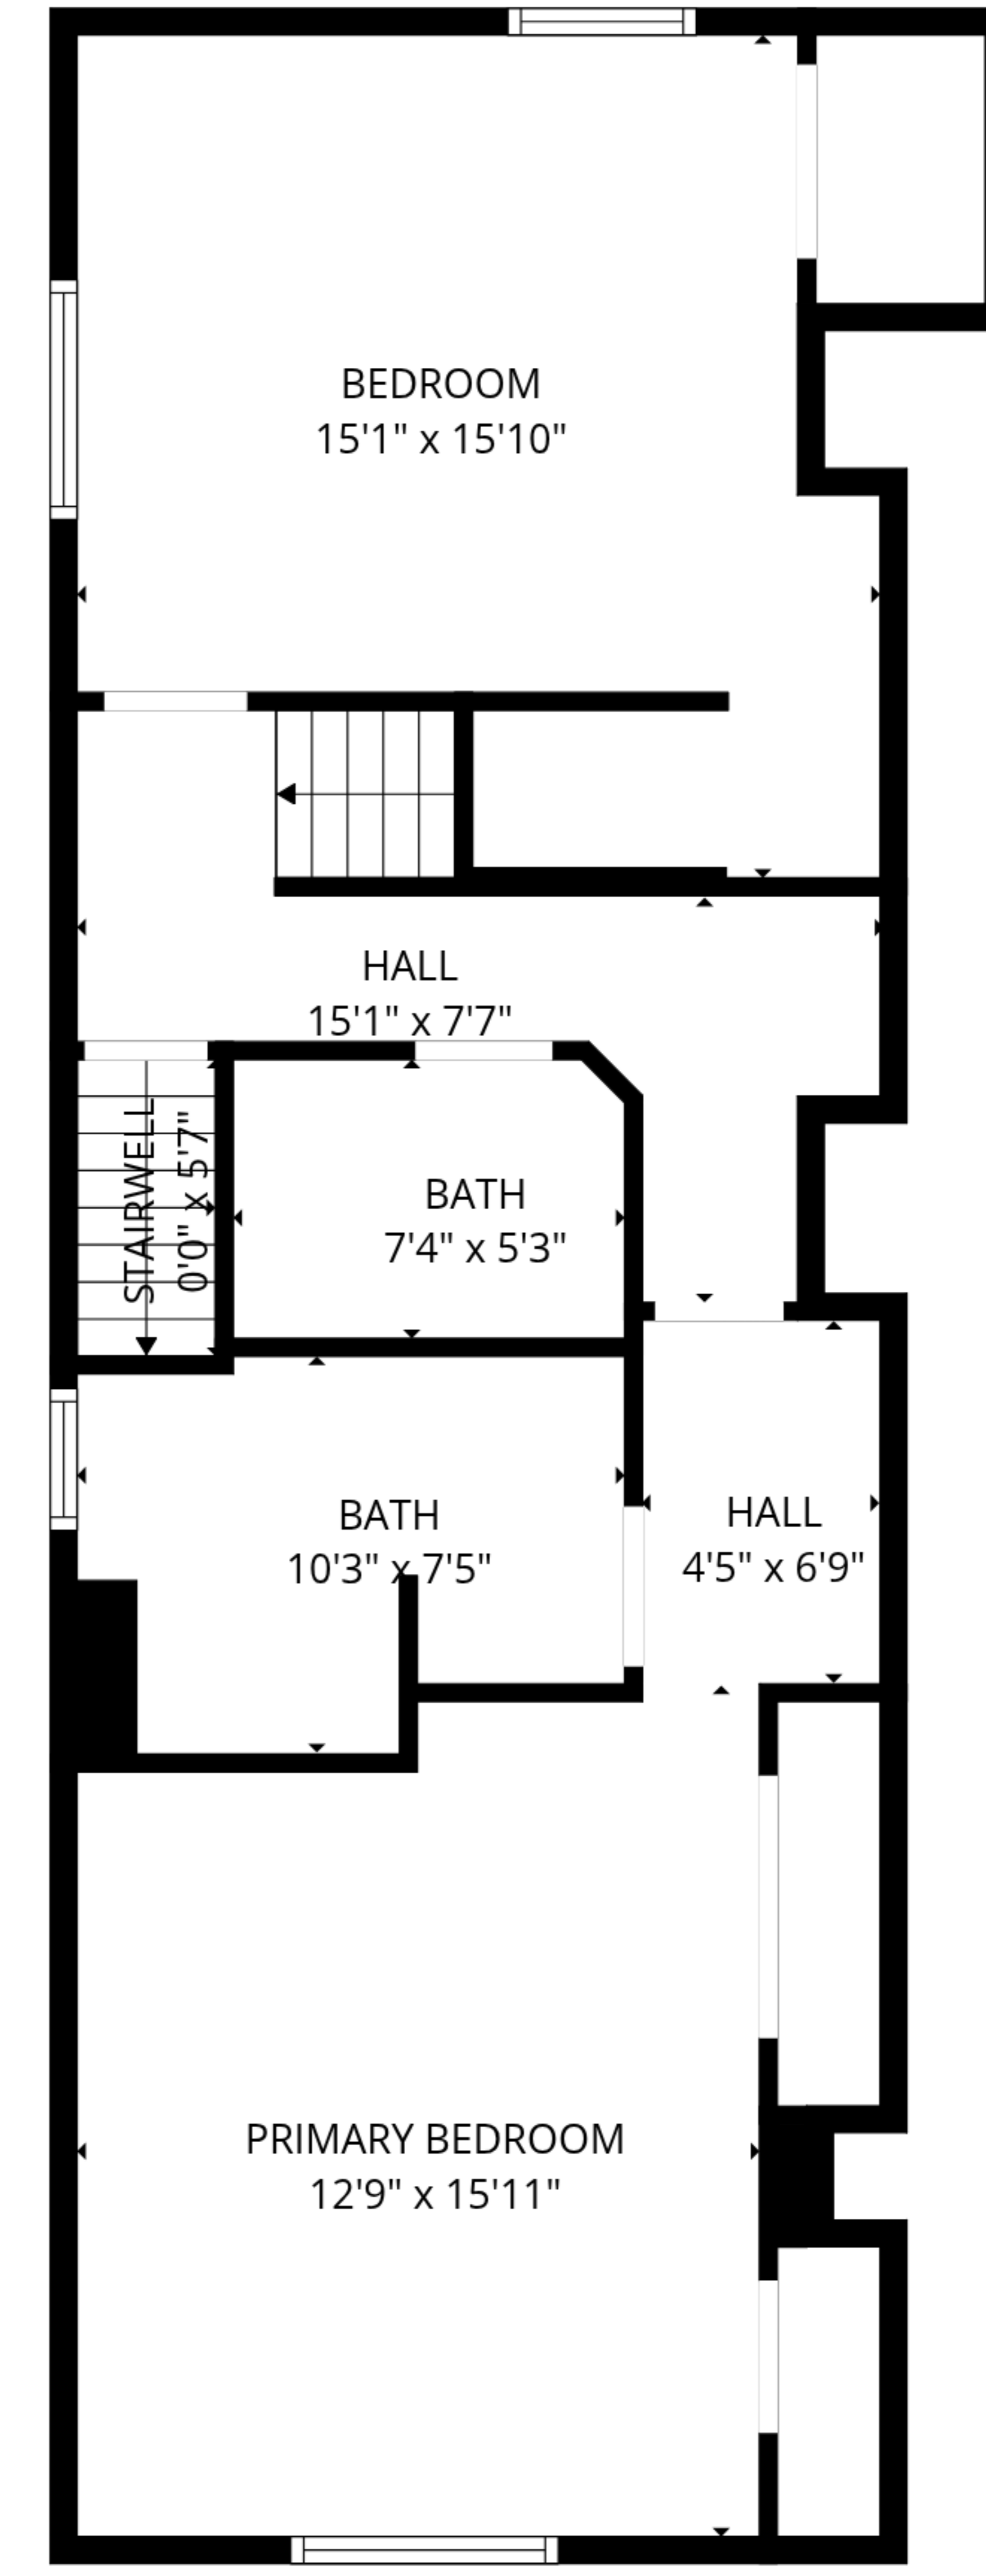 BEDROOM
15'1" x 15'10"
HALL
15'1" x 7'7"
STAIRWELL
0'0" x 5'7"
BATH
7'4" x 5'3"
BATH
10'3" x 7'5"
HALL
4'5" x 6'9"
PRIMARY BEDROOM
12'9" x 15'11"